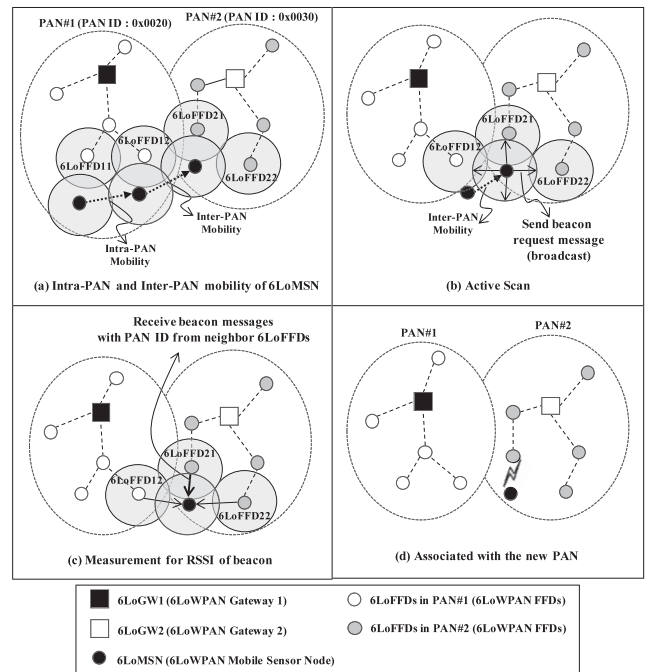 PAN#1 (PAN ID : 0x0020)
PAN#2 (PAN ID : 0x0030)
6LoFFD21
6LoFFD12
6LoFFD11
6LoFFD22
Inter-PAN
Mobility
Intra-PAN
Mobility
(a) Intra-PAN and Inter-PAN mobility of 6LoMSN
6LoFFD21
6LoFFD12
6LoFFD22
Inter-PAN
Mobility
Send beacon
request message
(broadcast)
(b) Active Scan
Receive beacon messages
with PAN ID from neighbor 6LoFFDs
6LoFFD21
6LoFFD12
6LoFFD22
(c) Measurement for RSSI of beacon
PAN#1
PAN#2
(d) Associated with the new PAN
6LoGW1 (6LoWPAN Gateway 1)
6LoFFDs in PAN#1 (6LoWPAN FFDs)
6LoGW2 (6LoWPAN Gateway 2)
6LoFFDs in PAN#2 (6LoWPAN FFDs)
6LoMSN (6LoWPAN Mobile Sensor Node)